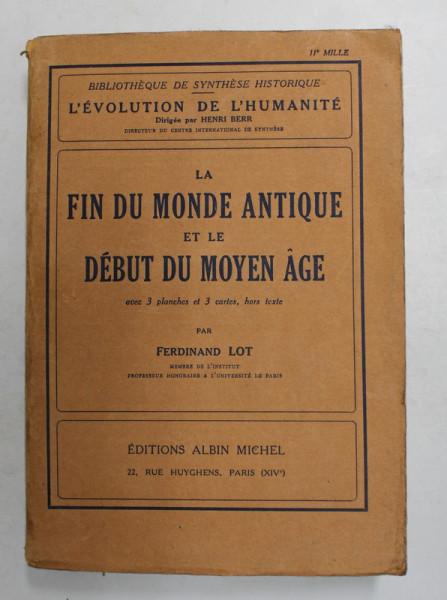 11e MILLE
BIBLIOTHÈQUE DE SYNTHÈSE HISTORIQUE
L'ÉVOLUTION DE L'HUMANITÉ
Dirigée par HENRI BERR
DIRECTEUR DU CENTRE INTERNATIONAL DE SYNTHÈSE
LA
FIN DU MONDE ANTIQUE
ET LE
DÉBUT DU MOYEN ÂGE
avec 3 planches et 3 cartes, hors texte
PAR
FERDINAND LOT
MEMBRE DE L'INSTITUT
PROFESSEUR HONORAIRE A L'UNIVERSITÉ DE PARIS
ÉDITIONS ALBIN MICHEL
22, RUE HUYGHENS, PARIS (XIVe)